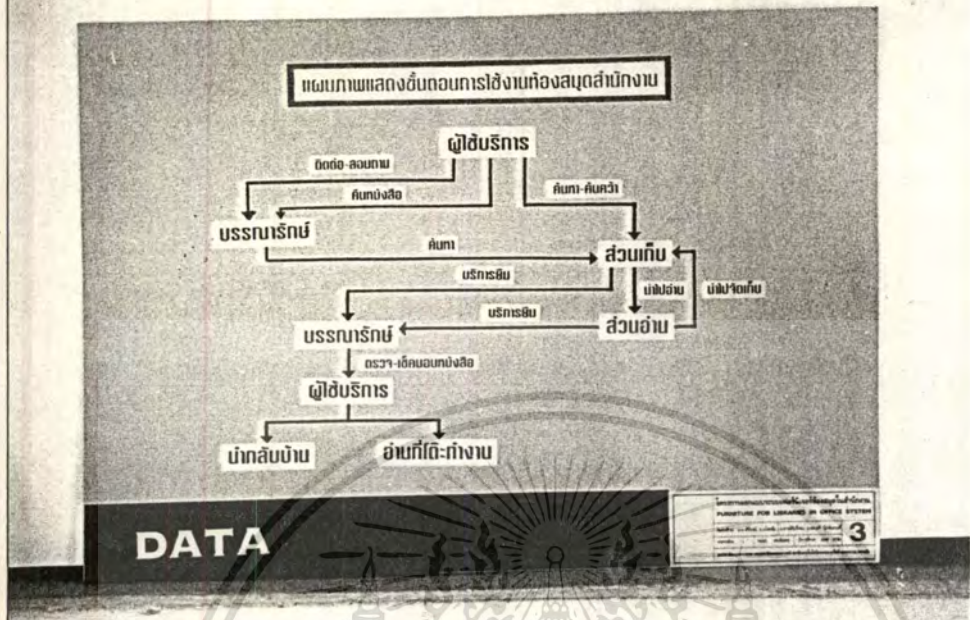 แผนภาพแสดงขั้นตอนการใช้งานห้องสมุดสำนักงาน
ผู้ใช้บริการ
ติดต่อ-สอบถาม
คืนหนังสือ
ค้นหา-ค้นคว้า
บรรณารักษ์
ค้นหา
ส่วนเก็บ
บริการยืม
นำไปอ่าน
นำไปจัดเก็บ
บริการยืม
ส่วนอ่าน
บรรณารักษ์
ตรวจ-เช็คมอบหนังสือ
ผู้ใช้บริการ
นำกลับบ้าน
อ่านที่โต๊ะทำงาน
DATA
FURNITURE FOR LIBRARIES IN OFFICE SYSTEM
3